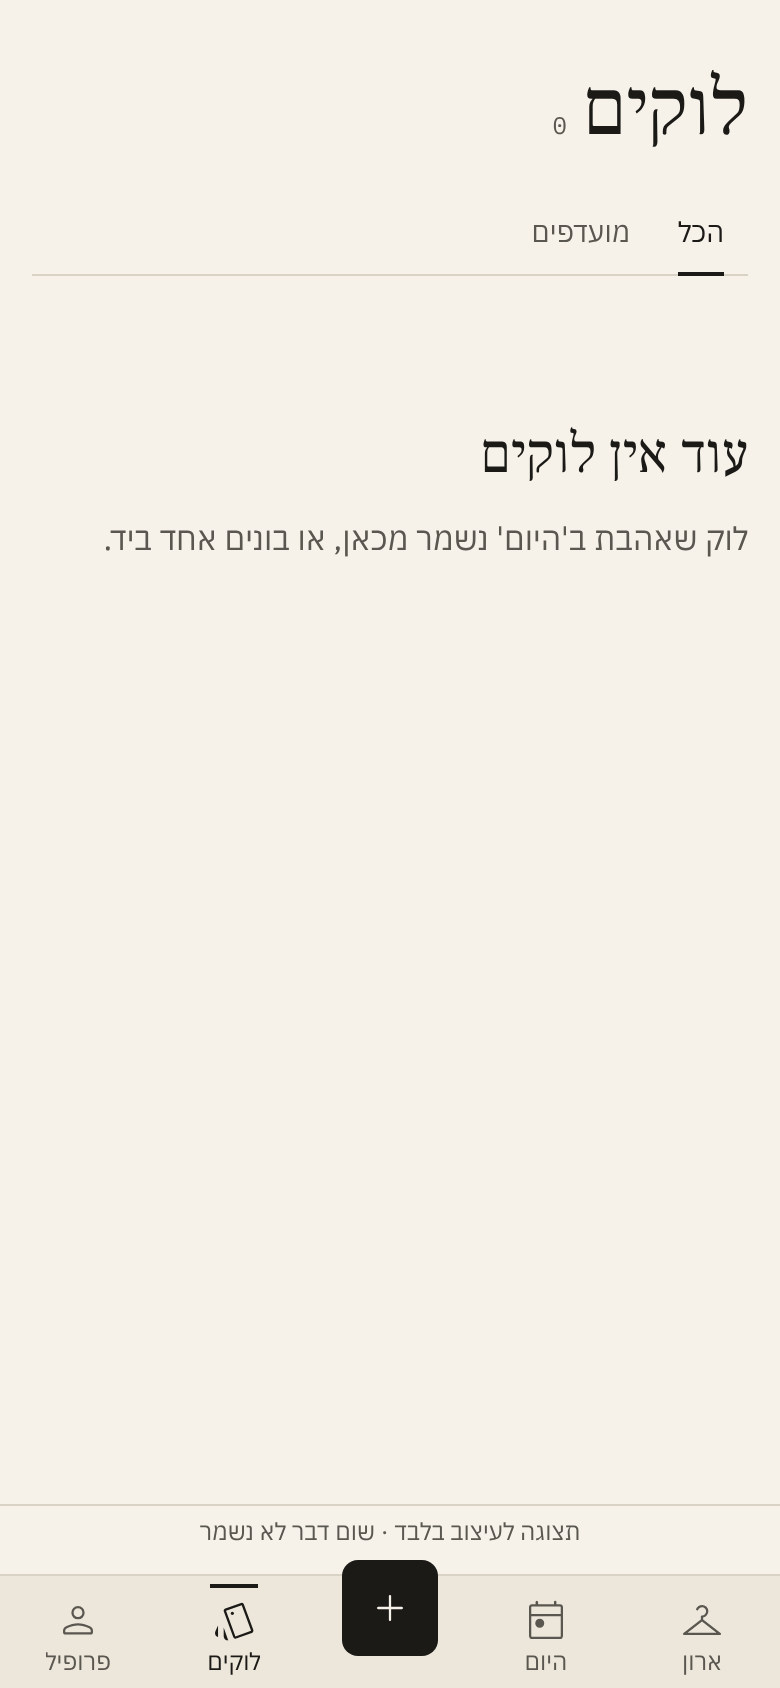 לוקים 0
הכל מועדפים
עוד אין לוקים
לוק שאהבת ב'היום' נשמר מכאן, או בונים אחד ביד.
תצוגה לעיצוב בלבד · שום דבר לא נשמר
ארון היום + לוקים פרופיל